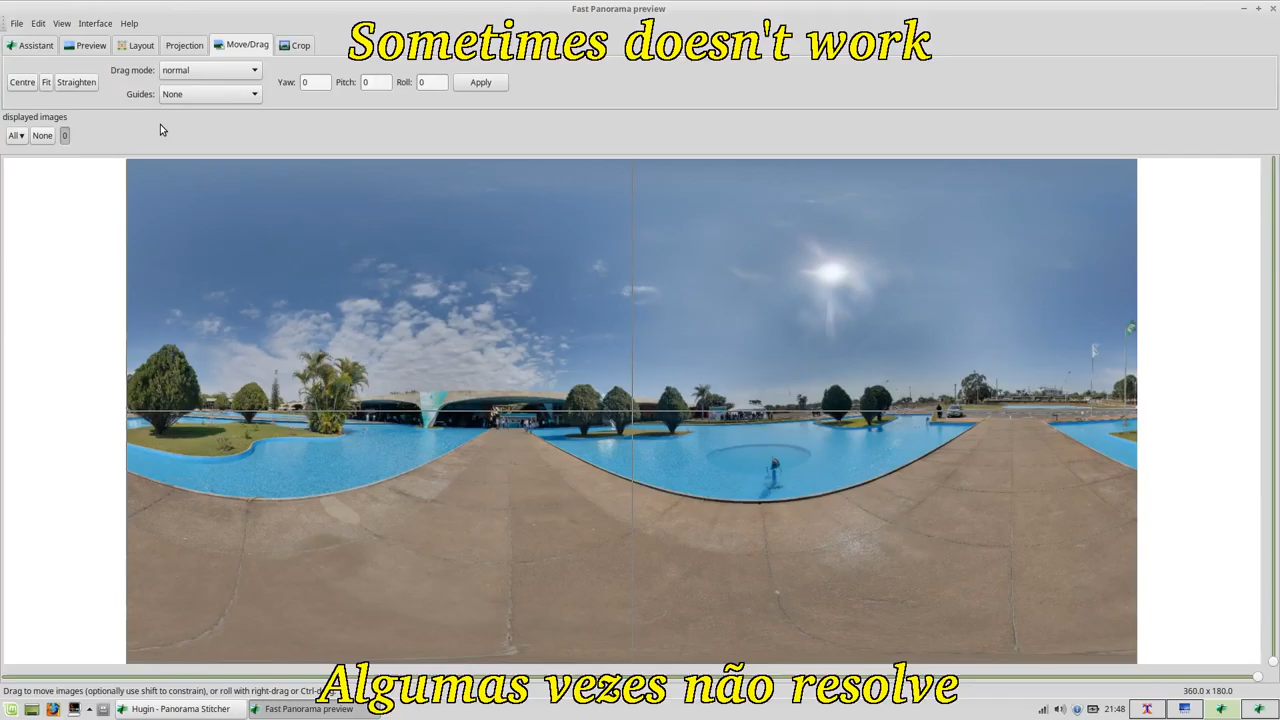 Fast Panorama preview
File Edit View Interface Help
Sometimes doesn't work
Assistant Preview Layout Projection Move/Drag Crop
Drag mode: normal
Centre Fit Straighten Yaw: 0 Pitch: 0 Roll: 0 Apply
Guides: None
displayed images
All▾ None 0
Algumas vezes não resolve
Drag to move images (optionally use shift to constrain), or roll with right-drag or Ctrl-
360.0 x 180.0
Hugin - Panorama Stitcher Fast Panorama preview 21:48